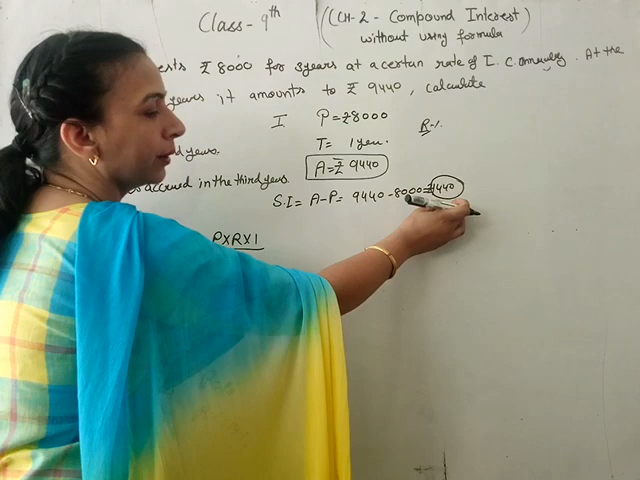 Class - 9th (CH-2 - Compound Interest)
without using formula
ests ₹ 8000 for 3years at a certain rate of I. C. annually. At the
years it amounts to ₹ 9440, calculate
I P = ₹8000
R-%
T = 1 year.
d years.
A = ₹ 9440
accrued in the third year.
S.I = A-P = 9440-8000=1440
PXRX1